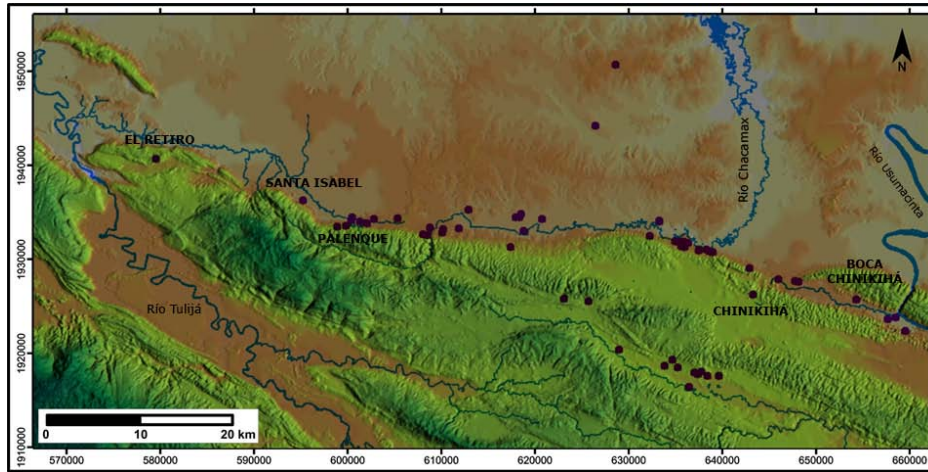 1950000
1940000
1930000
1920000
1910000
N
EL RETIRO
SANTA ISABEL
PALENQUE
Río Chacamax
Río Usumacinta
BOCA
CHINIKIHÁ
CHINIKIHÁ
Río Tulijá
0 10 20 km
570000 580000 590000 600000 610000 620000 630000 640000 650000 660000